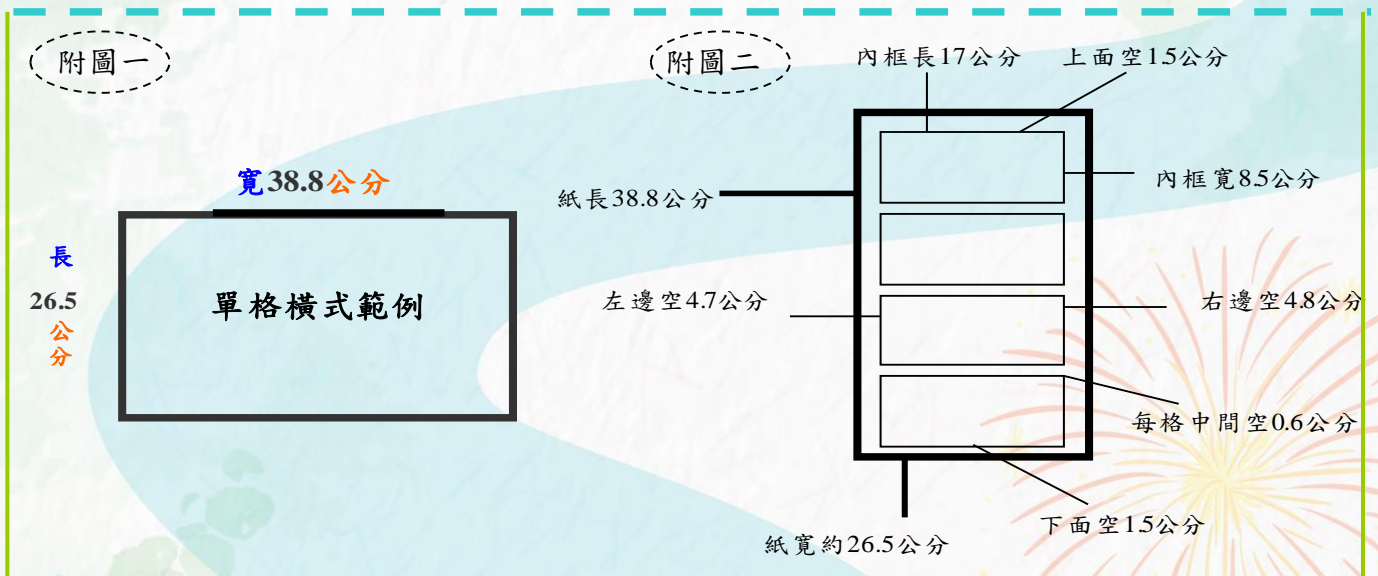 附圖一
寬38.8公分
長
26.5
公
分
單格橫式範例
附圖二
內框長17公分
上面空1.5公分
紙長38.8公分
內框寬8.5公分
左邊空4.7公分
右邊空4.8公分
每格中間空0.6公分
下面空1.5公分
紙寬約26.5公分